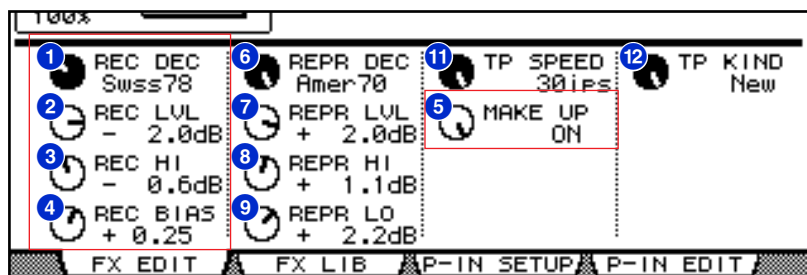 100%
1 REC DEC
Swss78
2 REC LVL
- 2.0dB
3 REC HI
- 0.6dB
4 REC BIAS
+ 0.25
6 REPR DEC
Amer70
7 REPR LVL
+ 2.0dB
8 REPR HI
+ 1.1dB
9 REPR LO
+ 2.2dB
11 TP SPEED
30ips
5 MAKE UP
ON
12 TP KIND
New
FX EDIT FX LIB P-IN SETUP P-IN EDIT